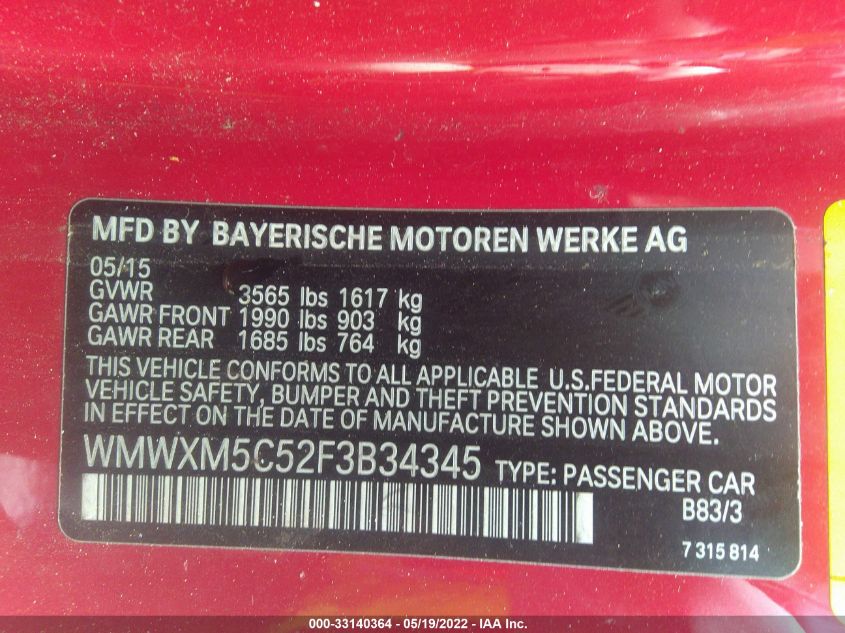 MFD BY BAYERISCHE MOTOREN WERKE AG
05/15
GVWR 3565 lbs 1617 kg
GAWR FRONT 1990 lbs 903 kg
GAWR REAR 1685 lbs 764 kg
THIS VEHICLE CONFORMS TO ALL APPLICABLE U.S.FEDERAL MOTOR
VEHICLE SAFETY, BUMPER AND THEFT PREVENTION STANDARDS
IN EFFECT ON THE DATE OF MANUFACTURE SHOWN ABOVE.
WMWXM5C52F3B34345 TYPE: PASSENGER CAR
B83/3
7 315 814
000-33140364 - 05/19/2022 - IAA Inc.